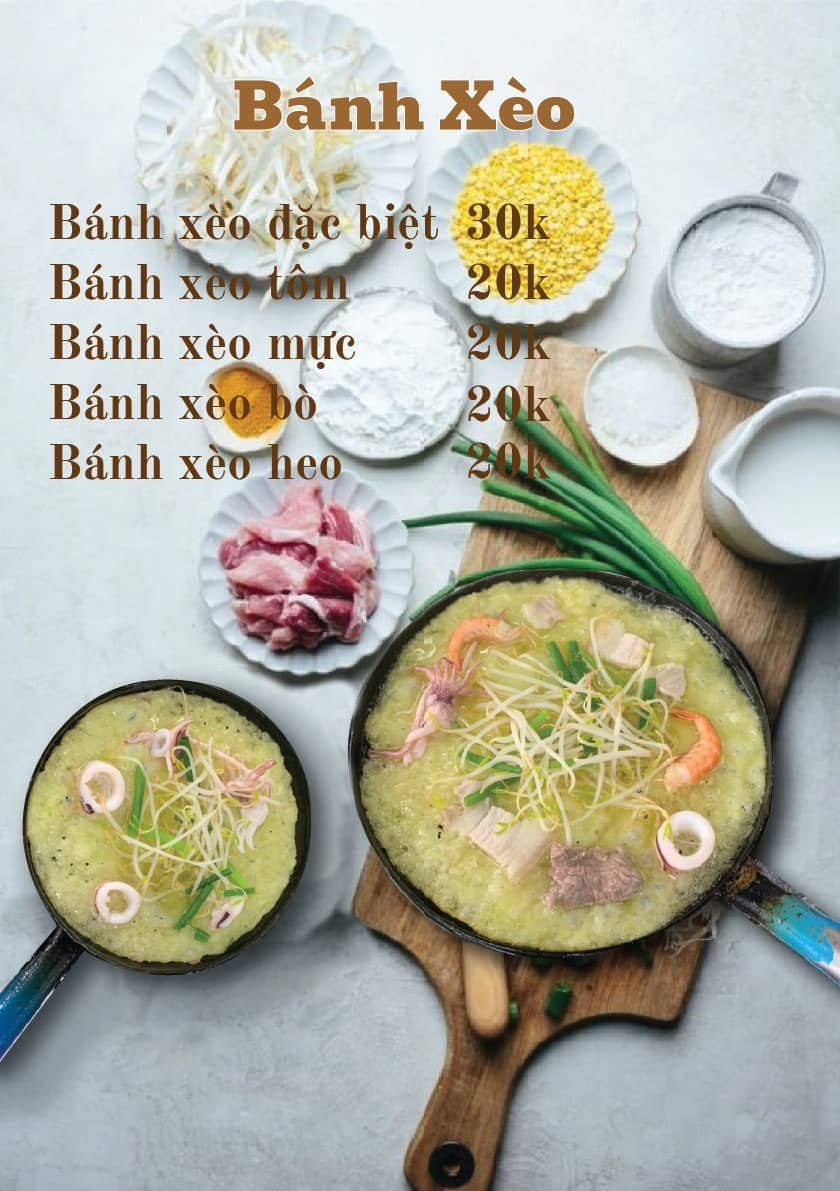 Bánh Xèo
Bánh xèo đặc biệt 30k
Bánh xèo tôm 20k
Bánh xèo mực 20k
Bánh xèo bò 20k
Bánh xèo heo 20k